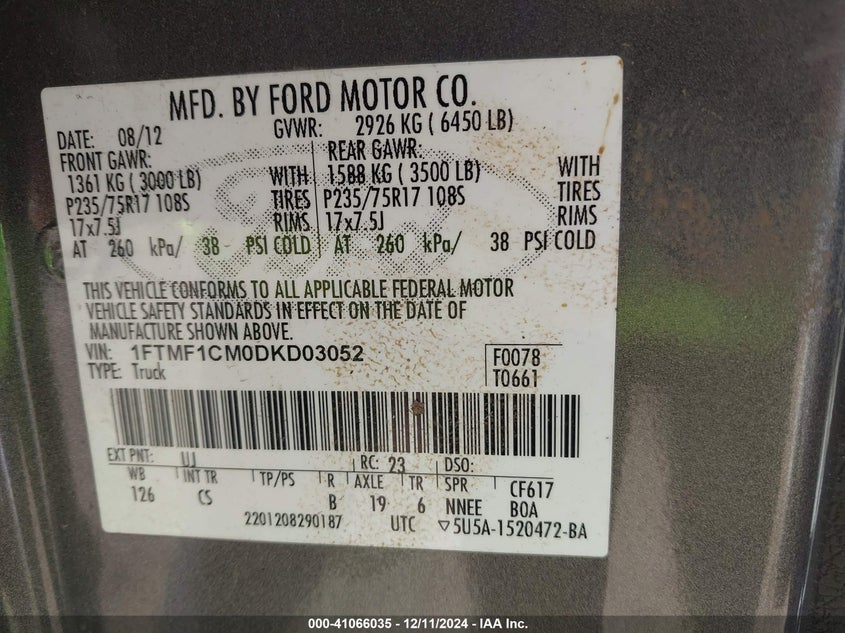 MFD. BY FORD MOTOR CO.
DATE: 08/12 GVWR: 2926 KG ( 6450 LB)
FRONT GAWR: REAR GAWR:
1361 KG ( 3000 LB) WITH 1588 KG ( 3500 LB) WITH
P235/75R17 108S TIRES P235/75R17 108S TIRES
17x7.5J RIMS 17x7.5J RIMS
AT 260 kPa/ 38 PSI COLD AT 260 kPa/ 38 PSI COLD
THIS VEHICLE CONFORMS TO ALL APPLICABLE FEDERAL MOTOR
VEHICLE SAFETY STANDARDS IN EFFECT ON THE DATE OF
MANUFACTURE SHOWN ABOVE.
VIN: 1FTMF1CM0DKD03052 F0078
TYPE: Truck T0661
EXT PNT: UJ RC: 23 DSO:
WB INT TR TP/PS R AXLE TR SPR CF617
126 CS B 19 6 NNEE BOA
2201208290187 UTC ▽5U5A-1520472-BA
000-41066035 - 12/11/2024 - IAA Inc.